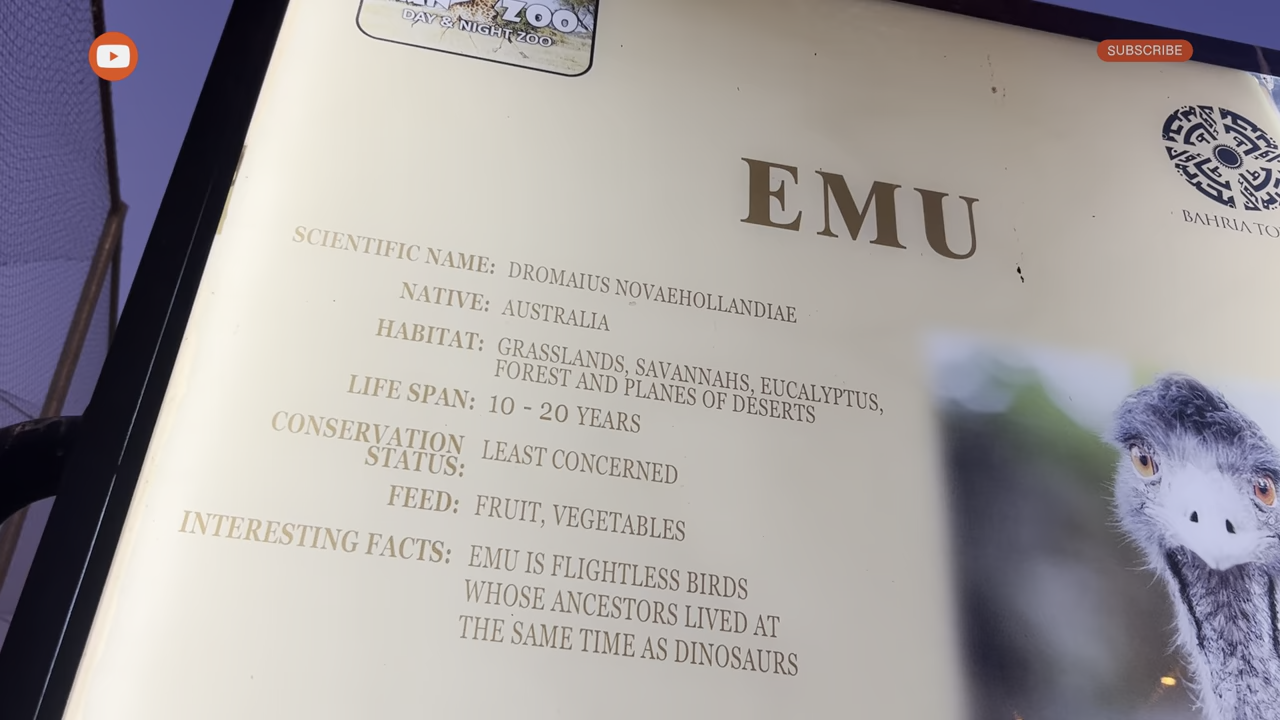 ZOO
DAY & NIGHT ZOO
SUBSCRIBE
BAHRIA
EMU
SCIENTIFIC NAME: DROMAIUS NOVAEHOLLANDIAE
NATIVE: AUSTRALIA
HABITAT: GRASSLANDS, SAVANNAHS, EUCALYPTUS,
FOREST AND PLANES OF DESERTS
LIFE SPAN: 10 - 20 YEARS
CONSERVATION
STATUS: LEAST CONCERNED
FEED: FRUIT, VEGETABLES
INTERESTING FACTS: EMU IS FLIGHTLESS BIRDS
WHOSE ANCESTORS LIVED AT
THE SAME TIME AS DINOSAURS